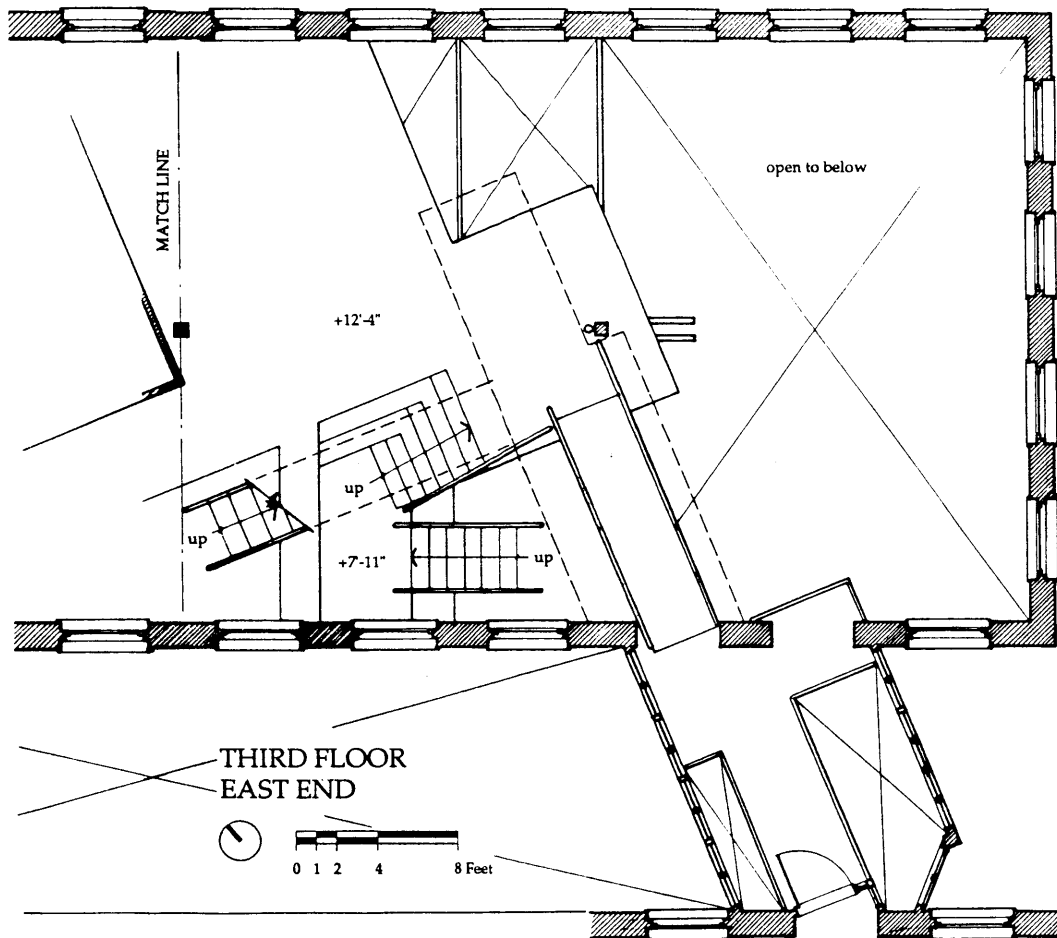 open to below
MATCH LINE
+12'-4"
up
up
+7'-11"
up
THIRD FLOOR
EAST END
0 1 2 4 8 Feet